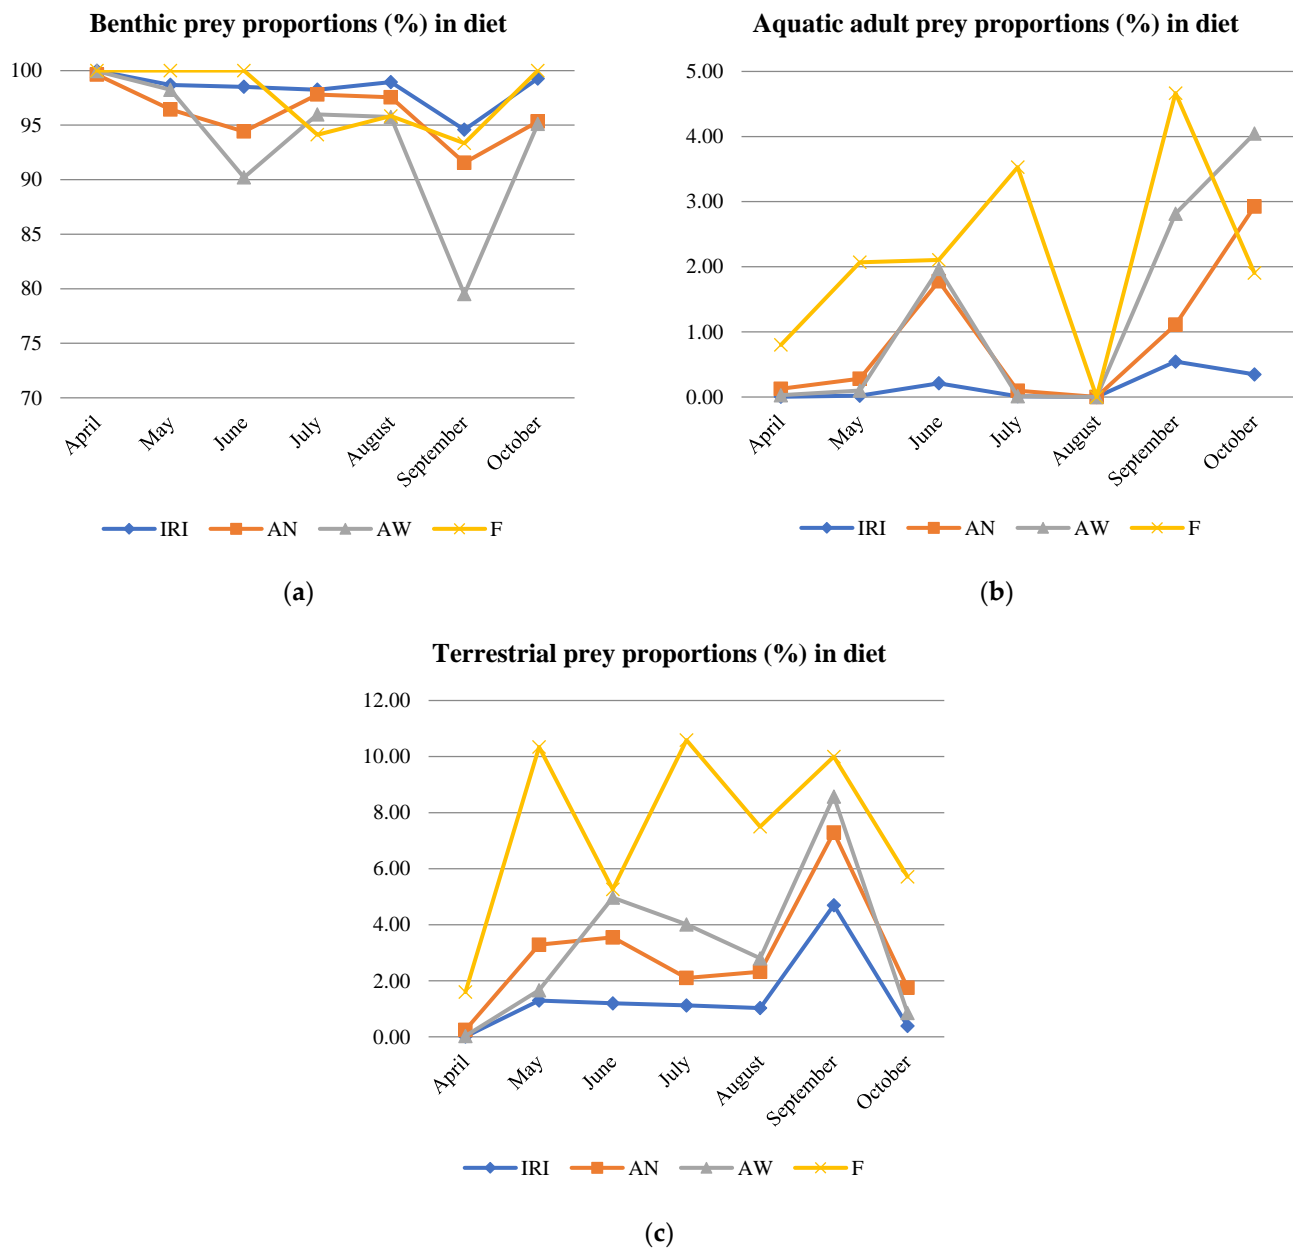 Benthic prey proportions (%) in diet
100
95
90
85
80
75
70
April May June July August September October
IRI AN AW F
(a)
Aquatic adult prey proportions (%) in diet
5.00
4.00
3.00
2.00
1.00
0.00
April May June July August September October
IRI AN AW F
(b)
Terrestrial prey proportions (%) in diet
12.00
10.00
8.00
6.00
4.00
2.00
0.00
April May June July August September October
IRI AN AW F
(c)